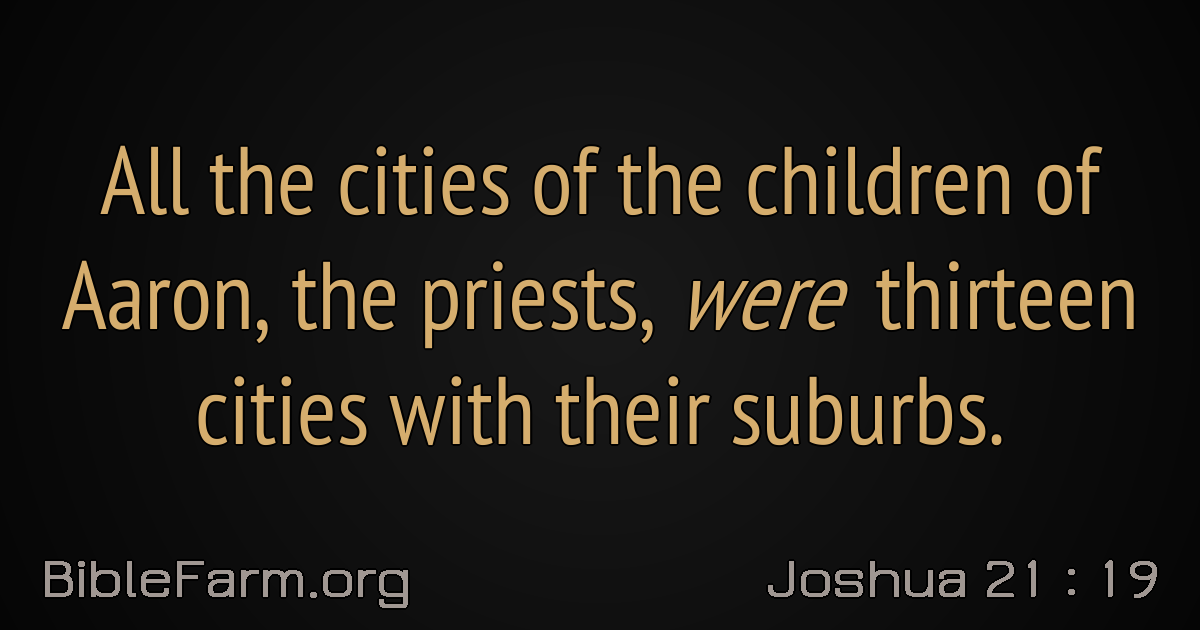 All the cities of the children of
Aaron, the priests, were thirteen
cities with their suburbs.
BibleFarm.org
Joshua 21 : 19